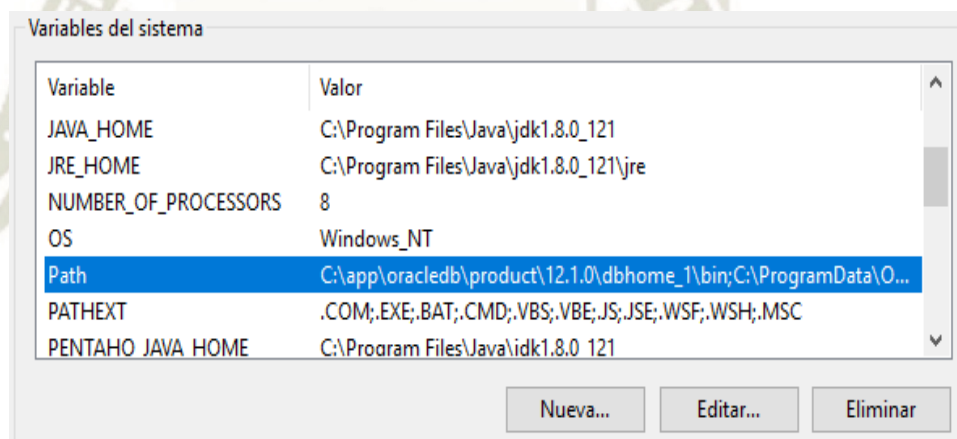 Variables del sistema
Variable Valor
JAVA_HOME C:\Program Files\Java\jdk1.8.0_121
JRE_HOME C:\Program Files\Java\jdk1.8.0_121\jre
NUMBER_OF_PROCESSORS 8
OS Windows_NT
Path C:\app\oracledb\product\12.1.0\dbhome_1\bin;C:\ProgramData\O...
PATHEXT .COM;.EXE;.BAT;.CMD;.VBS;.VBE;.JS;.JSE;.WSF;.WSH;.MSC
PENTAHO_JAVA_HOME C:\Program Files\Java\jdk1.8.0_121
Nueva... Editar... Eliminar